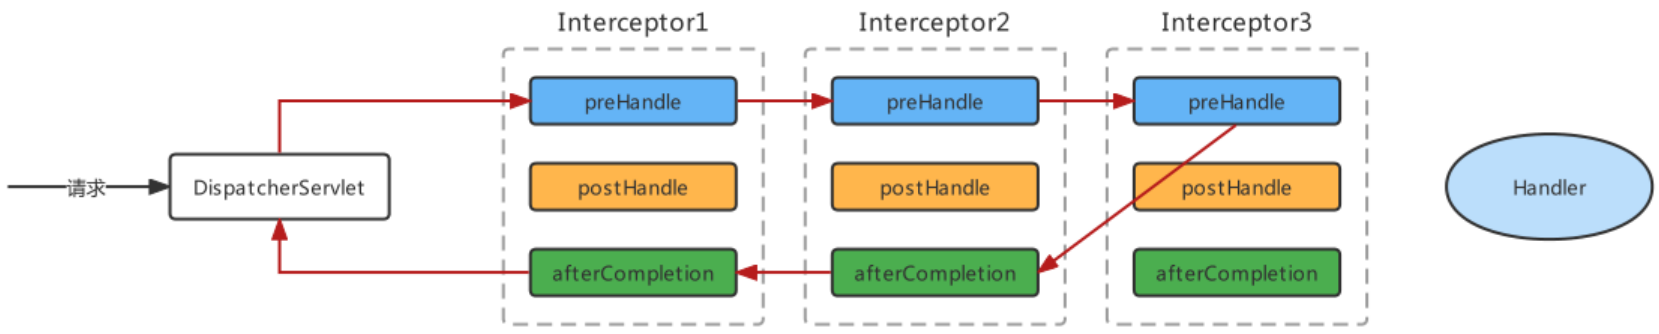 Interceptor1
Interceptor2
Interceptor3
preHandle
preHandle
preHandle
请求
DispatcherServlet
postHandle
postHandle
postHandle
Handler
afterCompletion
afterCompletion
afterCompletion